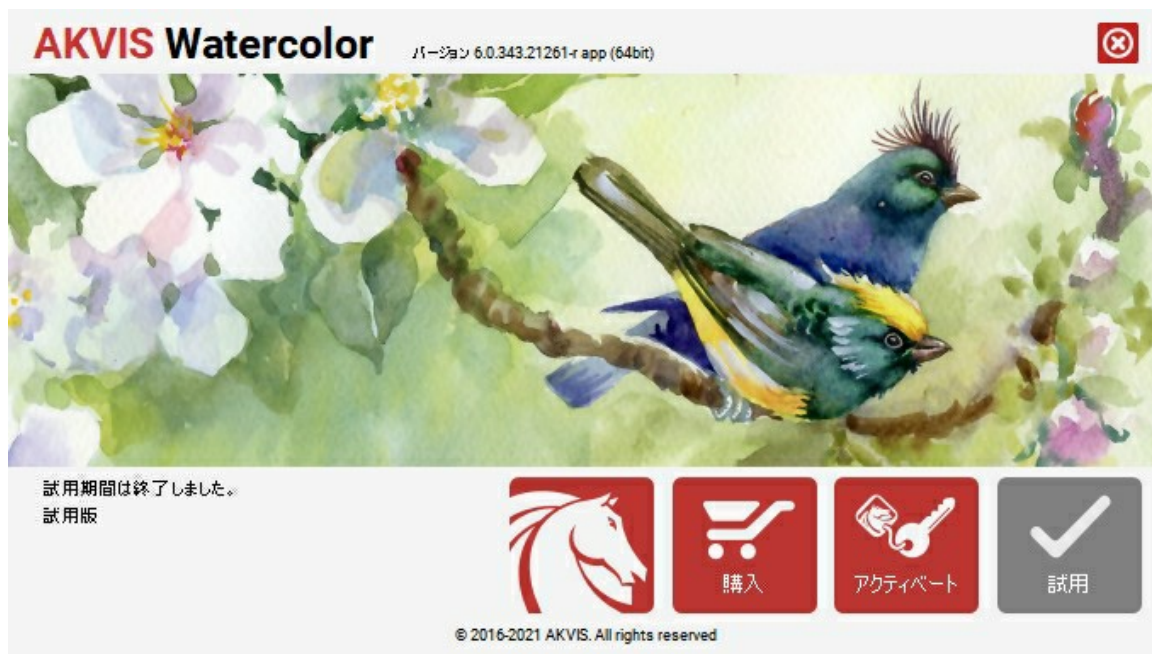 AKVIS Watercolor バージョン 6.0.343.21261-r app (64bit)
試用期間は終了しました。
試用版
購入
アクティベート
試用
© 2016-2021 AKVIS. All rights reserved